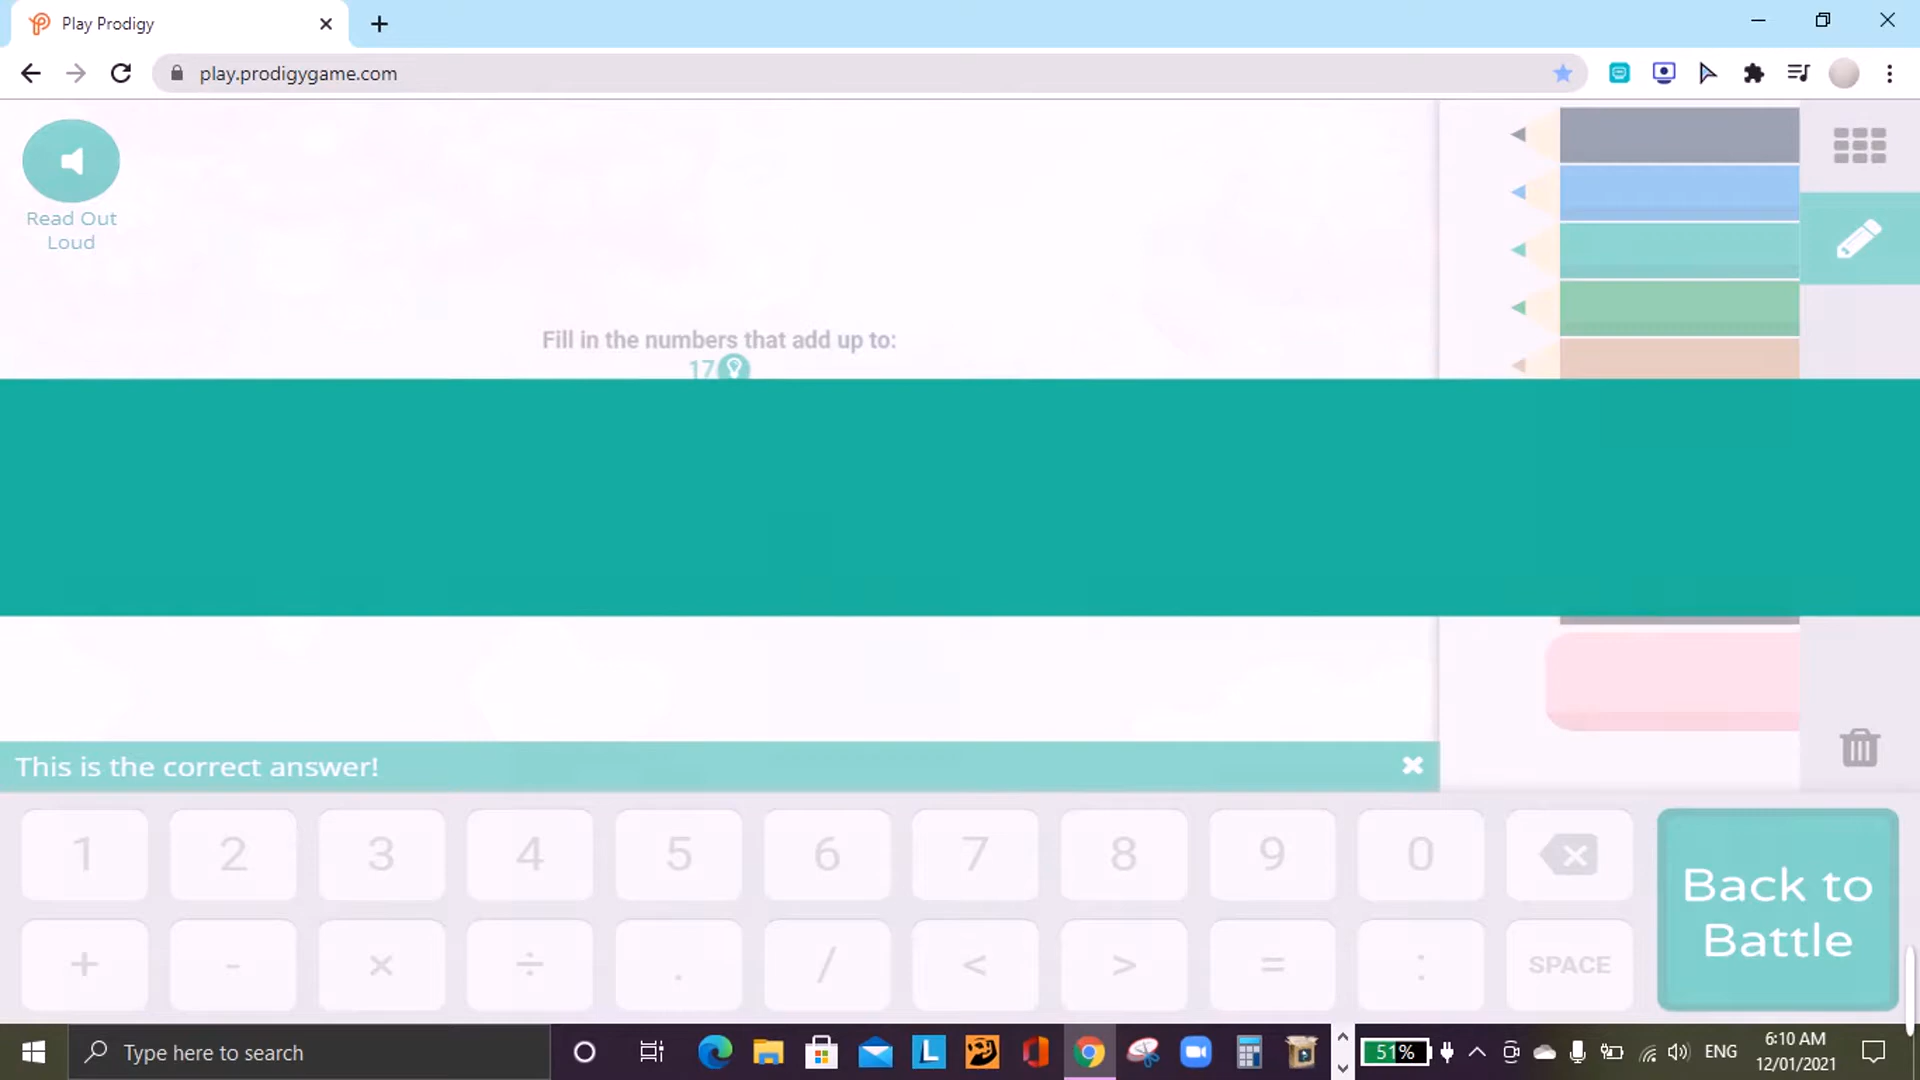 Play Prodigy
play.prodigygame.com
Read Out
Loud
Fill in the numbers that add up to:
17
This is the correct answer!
1 2 3 4 5 6 7 8 9 0
+ - × ÷ . / < > = : SPACE
Back to
Battle
Type here to search
L
51%
ENG
6:10 AM
12/01/2021